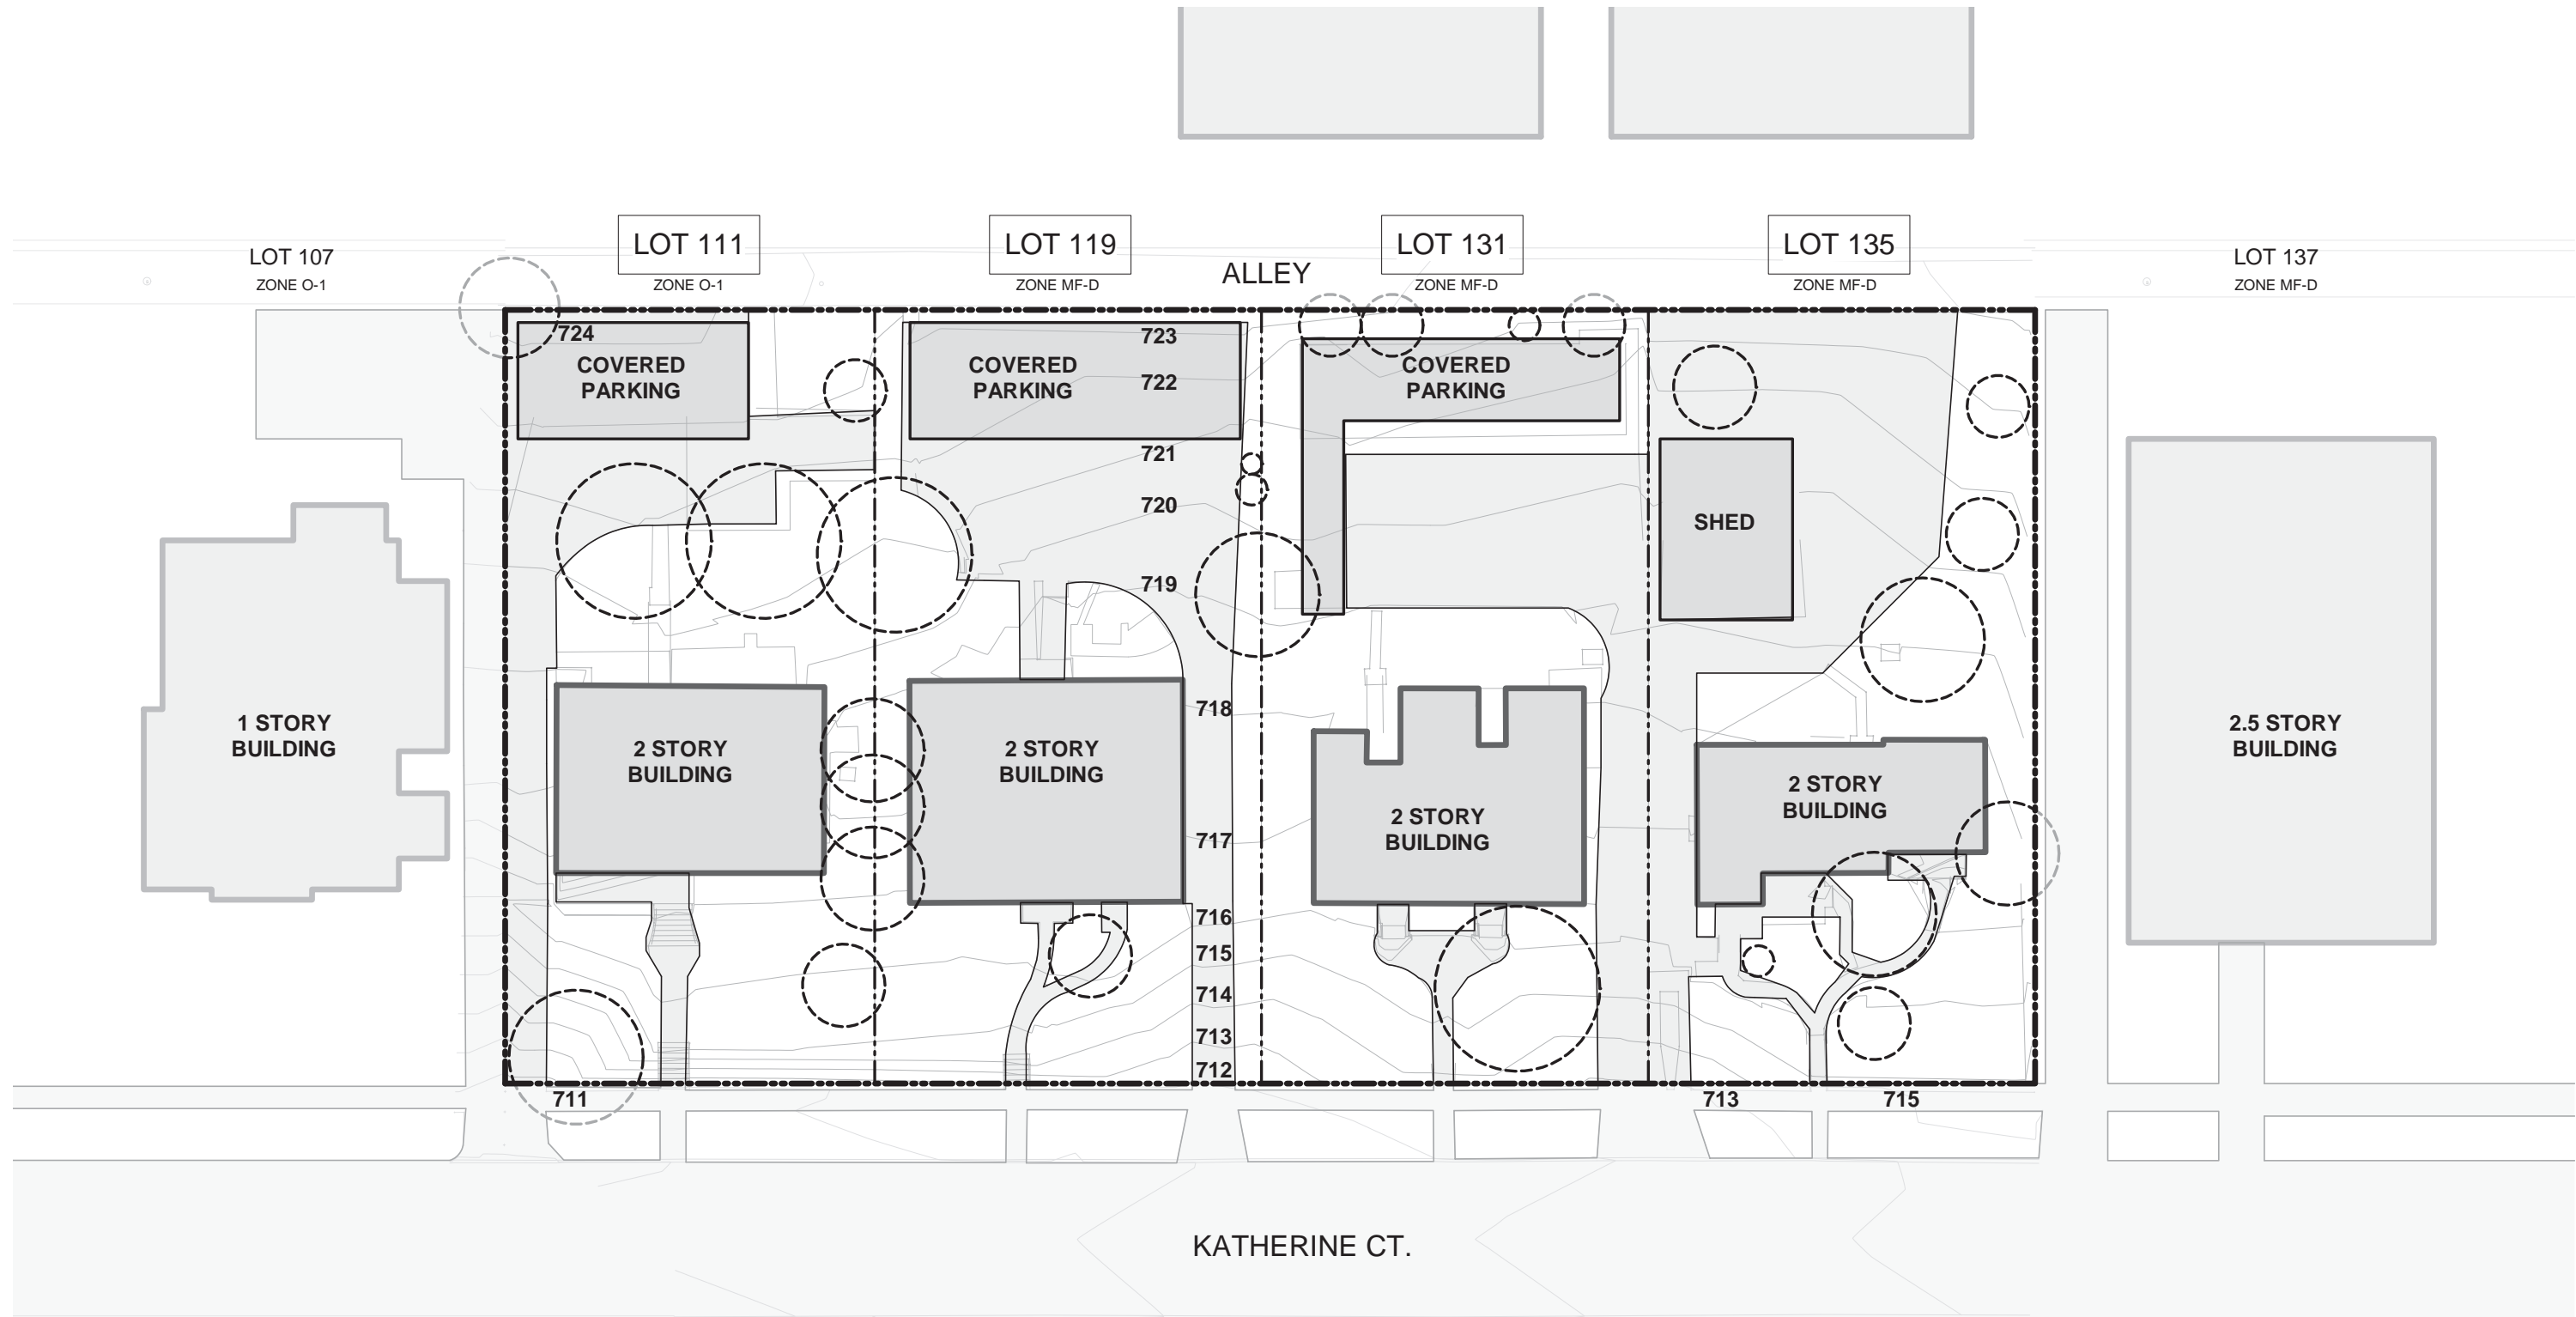 LOT 107
ZONE O-1
LOT 111
ZONE O-1
LOT 119
ZONE MF-D
ALLEY
LOT 131
ZONE MF-D
LOT 135
ZONE MF-D
LOT 137
ZONE MF-D
724
COVERED
PARKING
COVERED
PARKING
723
722
721
720
719
718
717
716
715
714
713
712
COVERED
PARKING
SHED
1 STORY
BUILDING
2 STORY
BUILDING
2 STORY
BUILDING
2 STORY
BUILDING
2 STORY
BUILDING
2.5 STORY
BUILDING
711
713
715
KATHERINE CT.